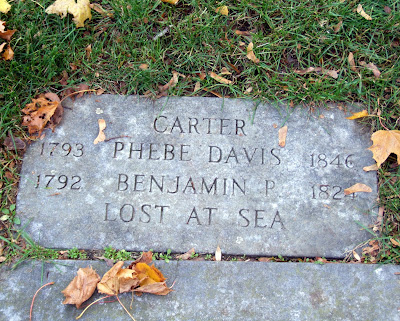 CARTER
1793 PHEBE DAVIS 1846
1792 BENJAMIN P. 1824
LOST AT SEA